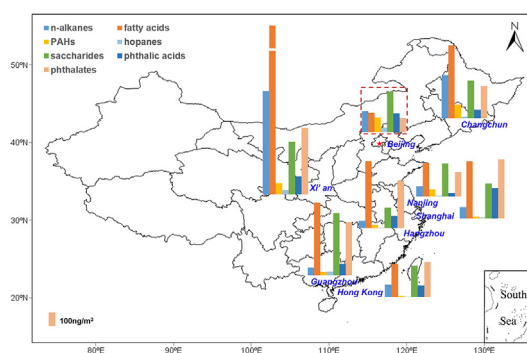 n-alkanes fatty acids
PAHs hopanes
saccharides phthalic acids
phthalates
N
50°N
40°N
30°N
20°N
Changchun
Beijing
Xi' an
Nanjing
Shanghai
Hangzhou
Guangzhou
Hong Kong
100ng/m³
South
Sea
80°E 90°E 100°E 110°E 120°E 130°E